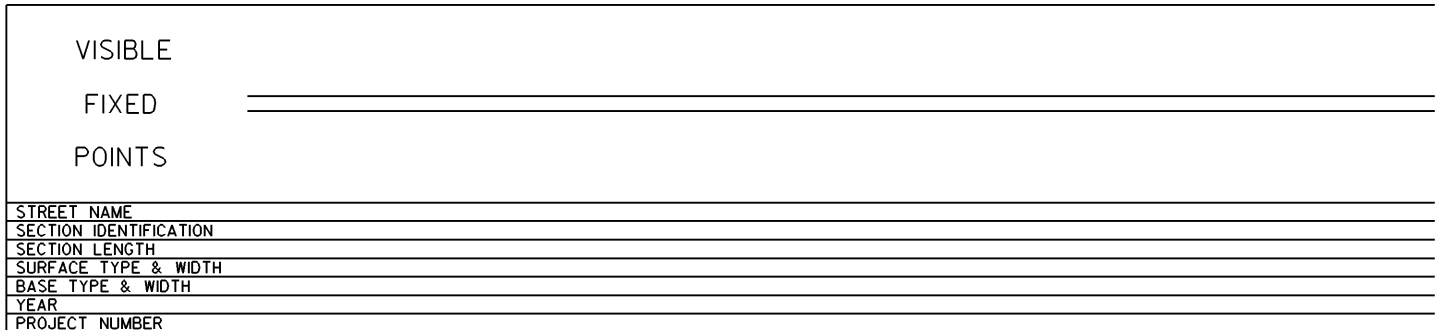 VISIBLE
FIXED
POINTS
STREET NAME
SECTION IDENTIFICATION
SECTION LENGTH
SURFACE TYPE & WIDTH
BASE TYPE & WIDTH
YEAR
PROJECT NUMBER